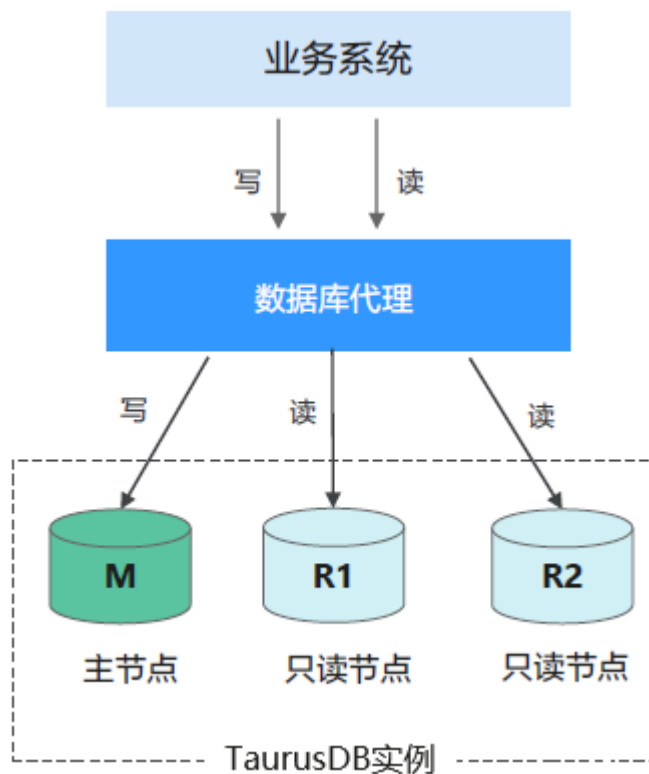 业务系统
写
读
数据库代理
写
读
读
M
R1
R2
主节点
只读节点
只读节点
TaurusDB实例